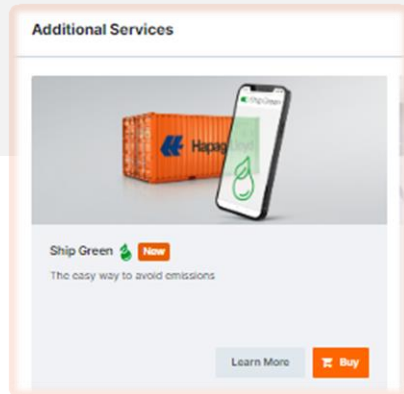 Additional Services
Ship Green
Hapag-Lloyd
Ship Green New
The easy way to avoid emissions
Learn More
Buy